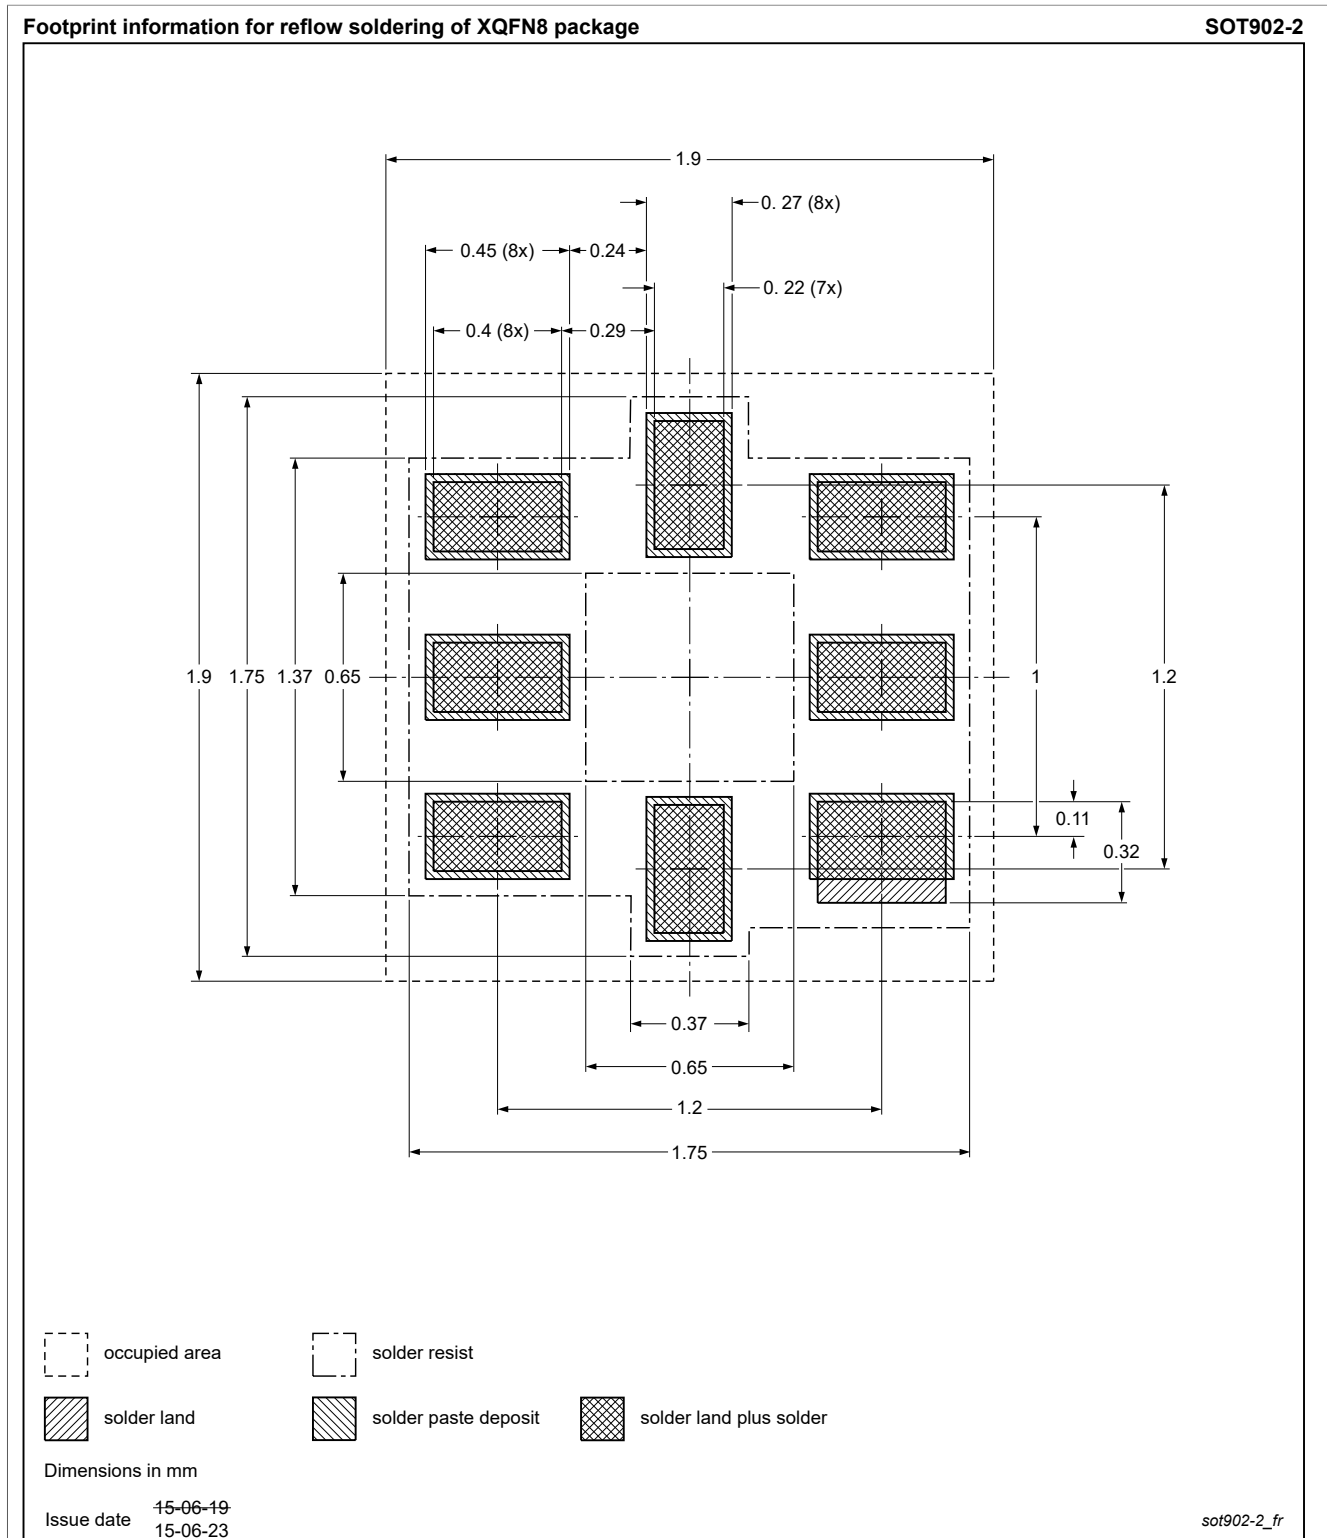 Footprint information for reflow soldering of XQFN8 package SOT902-2
1.9
0. 27 (8x)
0.45 (8x) 0.24
0. 22 (7x)
0.4 (8x) 0.29
1.9 1.75 1.37 0.65 1 1.2
0.11
0.32
0.37
0.65
1.2
1.75
occupied area solder resist
solder land solder paste deposit solder land plus solder
Dimensions in mm
15-06-19
Issue date 15-06-23
sot902-2_fr